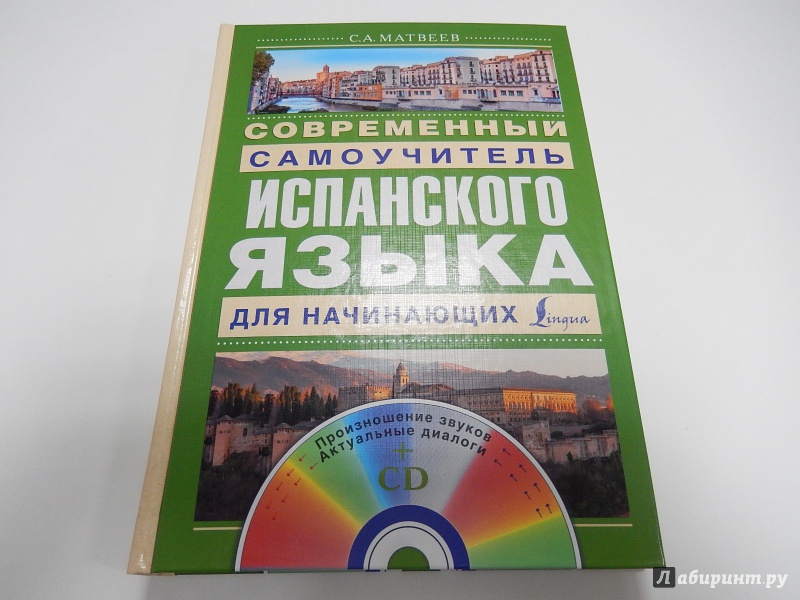 С.А. МАТВЕЕВ
СОВРЕМЕННЫЙ
САМОУЧИТЕЛЬ
ИСПАНСКОГО
ЯЗЫКА
ДЛЯ НАЧИНАЮЩИХ Lingua
Произношение звуков
Актуальные диалоги
+
CD
Лабиринт.ру